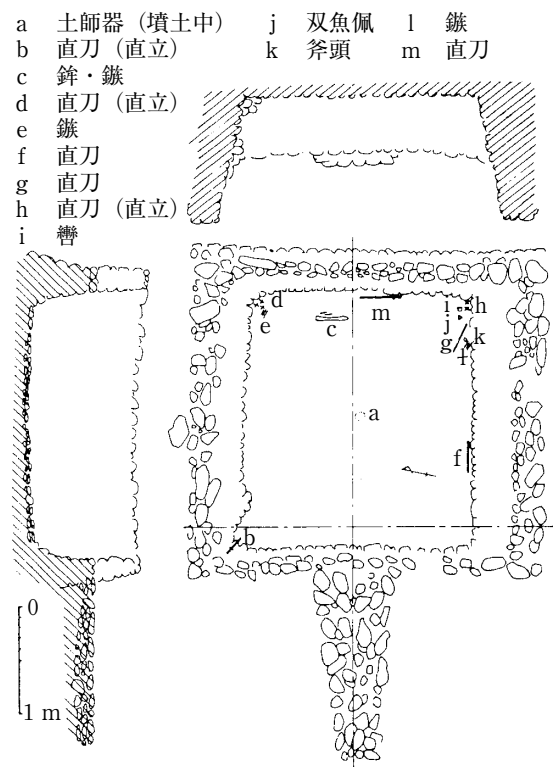 a 土師器 (墳土中) j 双魚佩 l 鏃
b 直刀 (直立) k 斧頭 m 直刀
c 鉾・鏃
d 直刀 (直立)
e 鏃
f 直刀
g 直刀
h 直刀 (直立)
i 轡
d
e
c
m
i
h
j
k
g
l
a
f
b
0
1 m